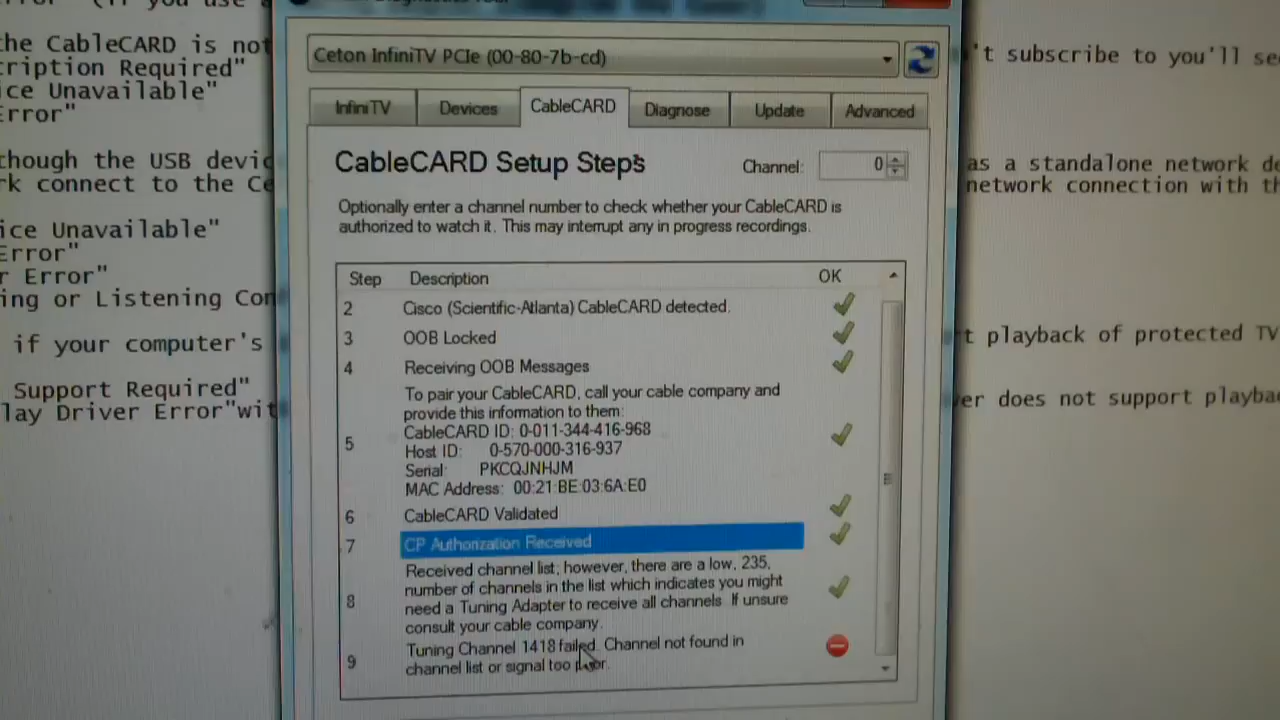 the CableCARD is not
't subscribe to you'll see
cription Required"
ice Unavailable"
Error"
though the USB devic
as a standalone network de
rk connect to the Ce
network connection with th
ice Unavailable"
Error"
r Error"
ing or Listening Con
if your computer's
t playback of protected TV
Support Required"
lay Driver Error"wit
ver does not support playba
Ceton InfiniTV PCIe (00-80-7b-cd)
InfiniTV
Devices
CableCARD
Diagnose
Update
Advanced
CableCARD Setup Steps
Channel: 0
Optionally enter a channel number to check whether your CableCARD is
authorized to watch it. This may interrupt any in progress recordings.
Step Description OK
2 Cisco (Scientific-Atlanta) CableCARD detected.
3 OOB Locked
4 Receiving OOB Messages
To pair your CableCARD, call your cable company and
provide this information to them:
CableCARD ID: 0-011-344-416-968
5
Host ID: 0-570-000-316-937
Serial: PKCQJNHJM
MAC Address: 00:21:BE:03:6A:E0
6 CableCARD Validated
7 CP Authorization Received
Received channel list; however, there are a low, 235,
number of channels in the list which indicates you might
8 need a Tuning Adapter to receive all channels. If unsure
consult your cable company.
9 Tuning Channel 1418 failed. Channel not found in
channel list or signal too poor.